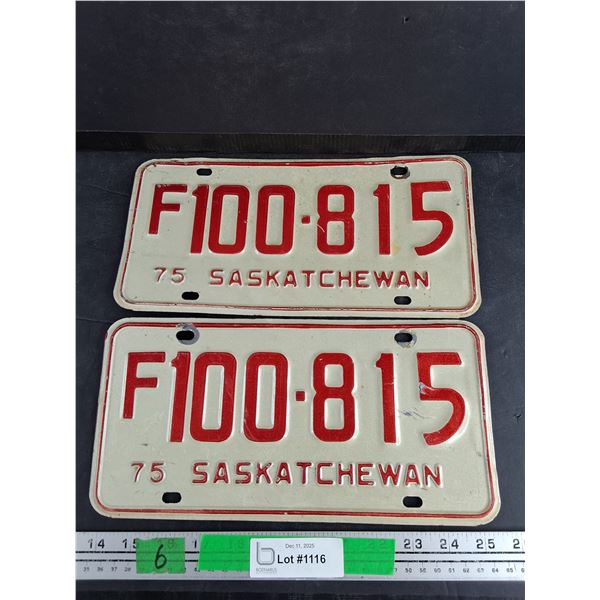 F100·815
75 SASKATCHEWAN
F100·815
75 SASKATCHEWAN
14 15 22 23 24 25
6
Dec 11, 2025
Lot #1116